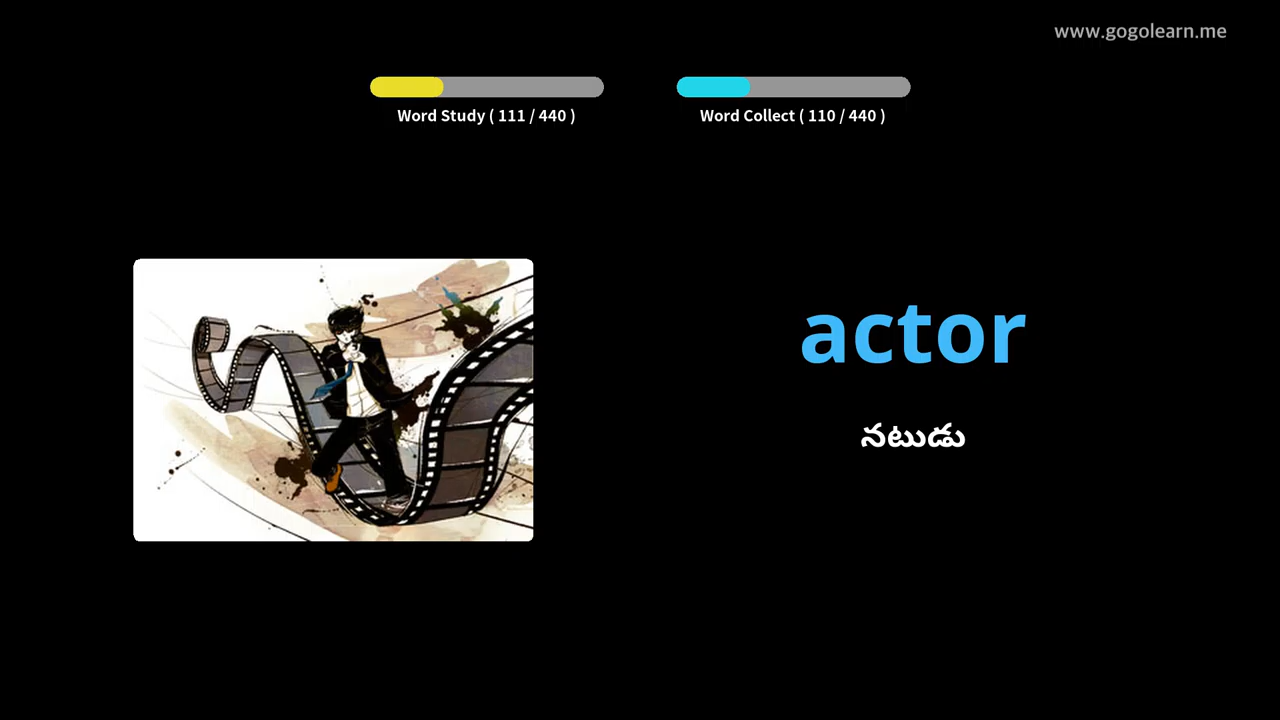 www.gogolearn.me
Word Study ( 111 / 440 )
Word Collect ( 110 / 440 )
actor
నటుడు